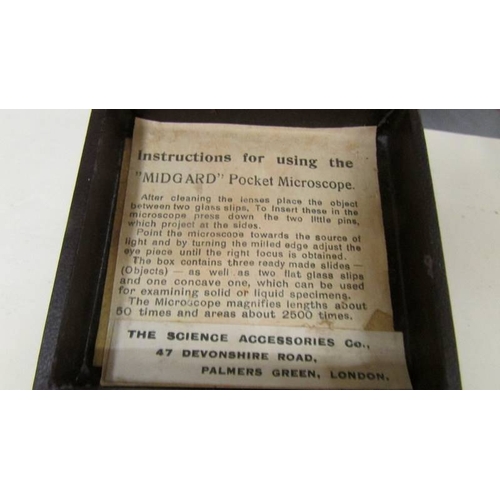 Instructions for using the
"MIDGARD" Pocket Microscope.
After cleaning the lenses place the object
between two glass slips, To Insert these in the
microscope press down the two little pins,
which project at the sides.
Point the microscope towards the source of
light and by turning the milled edge adjust the
eye piece until the right focus is obtained.
The box contains three ready made slides —
(Objects) — as well as two flat glass slips
and one concave one, which can be used
for examining solid or liquid specimens.
The Microscope magnifies lengths about
50 times and areas about 2500 times.
THE SCIENCE ACCESSORIES Co.,
47 DEVONSHIRE ROAD,
PALMERS GREEN, LONDON.